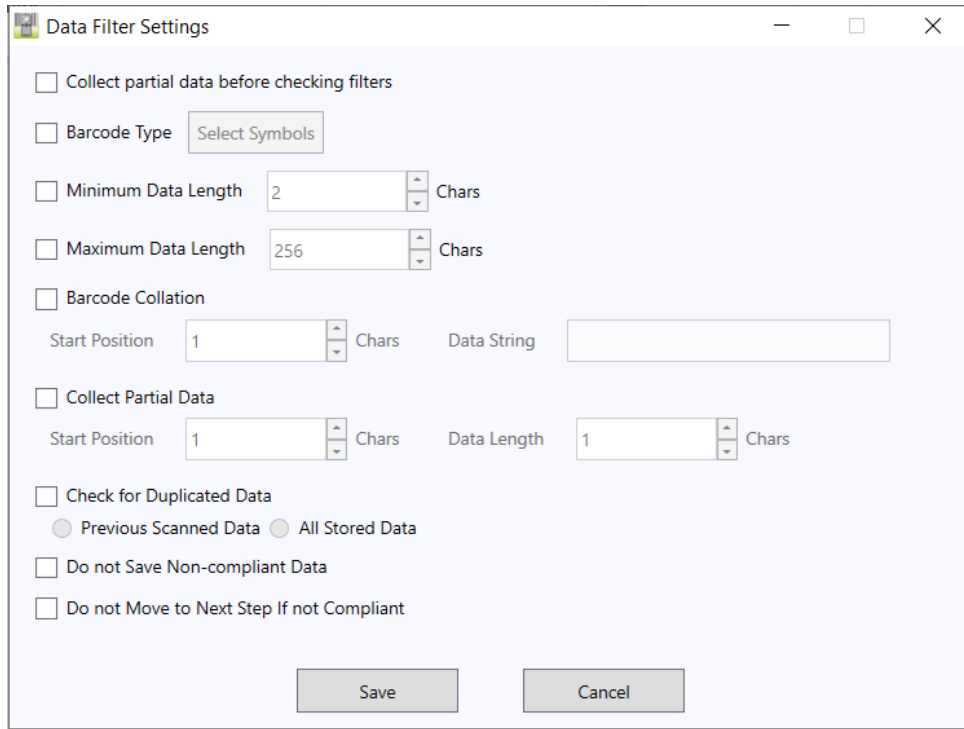 Data Filter Settings
Collect partial data before checking filters
Barcode Type Select Symbols
Minimum Data Length 2 Chars
Maximum Data Length 256 Chars
Barcode Collation
Start Position 1 Chars Data String
Collect Partial Data
Start Position 1 Chars Data Length 1 Chars
Check for Duplicated Data
Previous Scanned Data All Stored Data
Do not Save Non-compliant Data
Do not Move to Next Step If not Compliant
Save Cancel